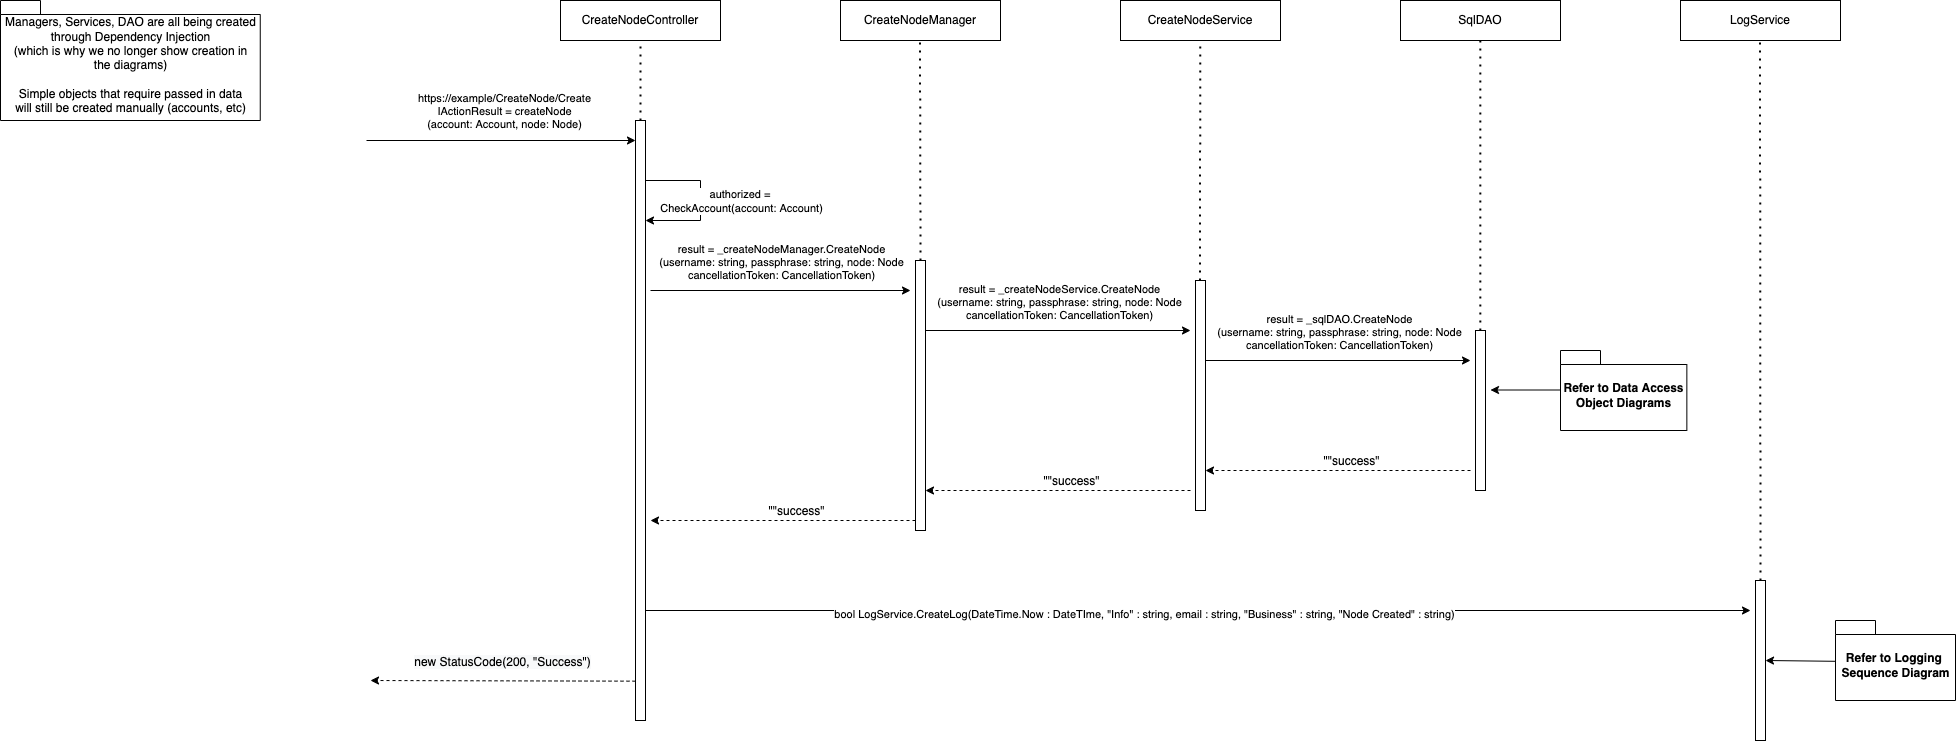 Managers, Services, DAO are all being created
through Dependency Injection
(which is why we no longer show creation in
the diagrams)
Simple objects that require passed in data
will still be created manually (accounts, etc)
CreateNodeController
CreateNodeManager
CreateNodeService
SqlDAO
LogService
https://example/CreateNode/Create
IActionResult = createNode
(account: Account, node: Node)
authorized =
CheckAccount(account: Account)
result = _createNodeManager.CreateNode
(username: string, passphrase: string, node: Node
cancellationToken: CancellationToken)
result = _createNodeService.CreateNode
(username: string, passphrase: string, node: Node
cancellationToken: CancellationToken)
result = _sqlDAO.CreateNode
(username: string, passphrase: string, node: Node
cancellationToken: CancellationToken)
Refer to Data Access
Object Diagrams
""success"
""success"
""success"
bool LogService.CreateLog(DateTime.Now : DateTIme, "Info" : string, email : string, "Business" : string, "Node Created" : string)
new StatusCode(200, "Success")
Refer to Logging
Sequence Diagram